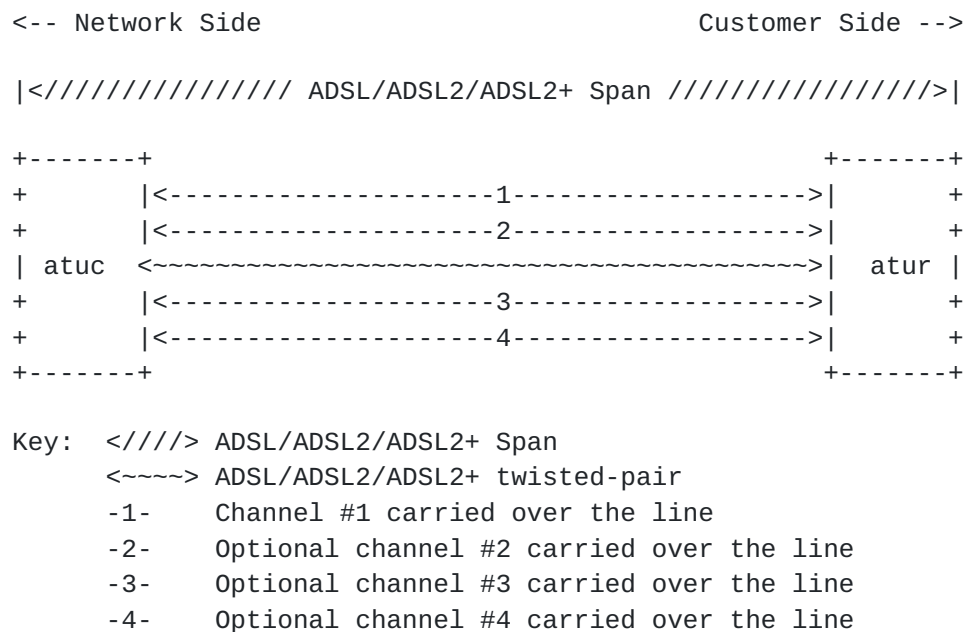 <-- Network Side                            Customer Side -->
|<//////////////// ADSL/ADSL2/ADSL2+ Span /////////////////>|
+-------+                                           +-------+
+       |<---------------------1------------------->|       +
+       |<---------------------2------------------->|       +
| atuc  <~~~~~~~~~~~~~~~~~~~~~~~~~~~~~~~~~~~~~~~~~~>|  atur |
+       |<---------------------3------------------->|       +
+       |<---------------------4------------------->|       +
+-------+                                           +-------+
Key:  <////> ADSL/ADSL2/ADSL2+ Span
      <~~~~> ADSL/ADSL2/ADSL2+ twisted-pair
      -1-    Channel #1 carried over the line
      -2-    Optional channel #2 carried over the line
      -3-    Optional channel #3 carried over the line
      -4-    Optional channel #4 carried over the line